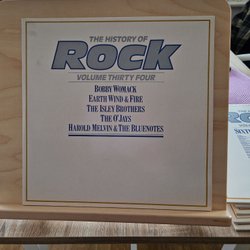 THE HISTORY OF
Rock
VOLUME THIRTY FOUR
BOBBY WOMACK
EARTH WIND & FIRE
THE ISLEY BROTHERS
THE O'JAYS
HAROLD MELVIN & THE BLUENOTES